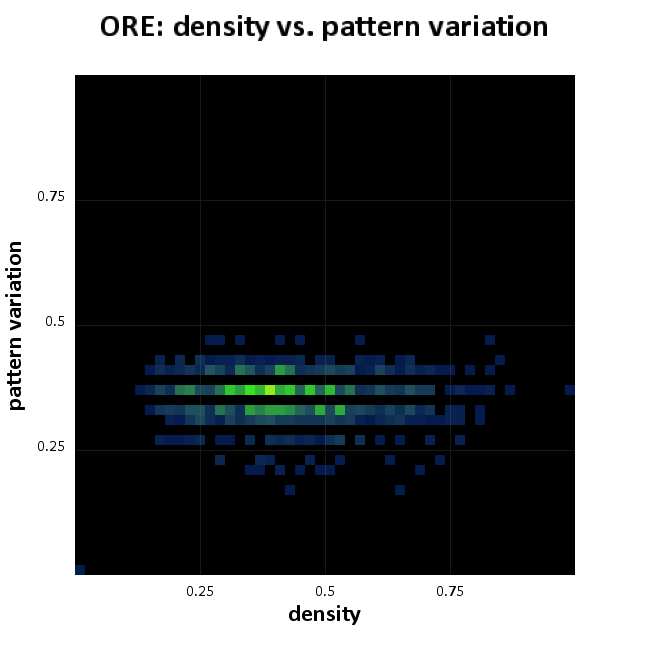 ORE: density vs. pattern variation
0.75
0.5
0.25
pattern variation
0.25 0.5 0.75
density